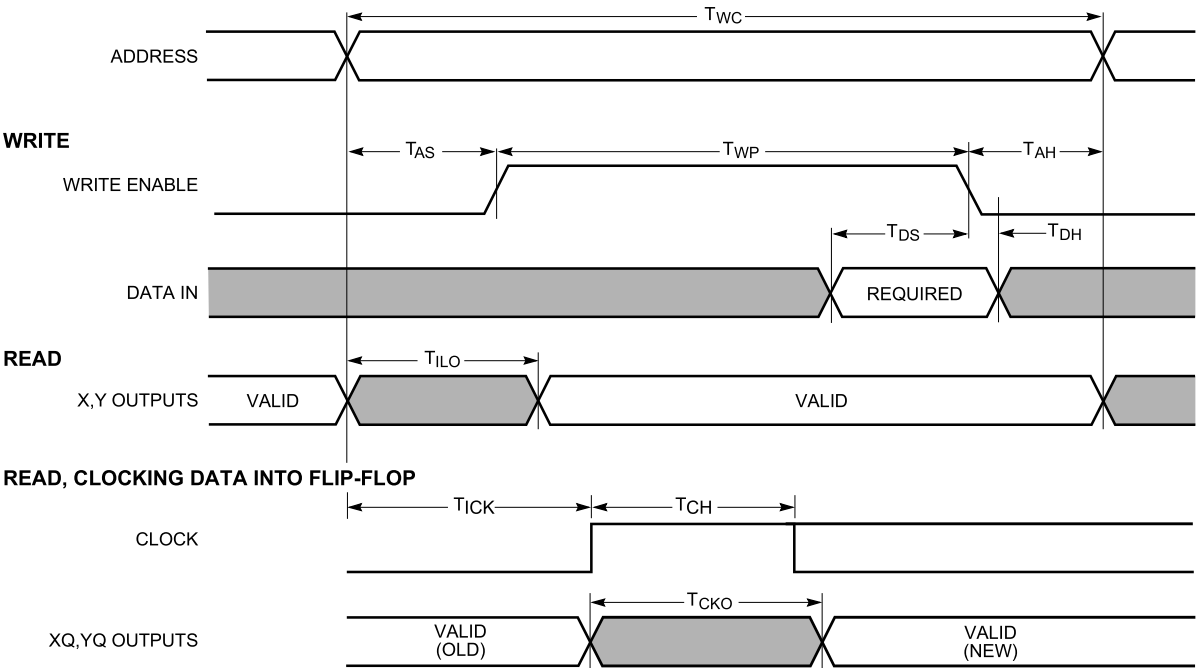 TWC
ADDRESS
WRITE
TAS TWP TAH
WRITE ENABLE
TDS TDH
DATA IN REQUIRED
READ
TILO
X,Y OUTPUTS VALID VALID
READ, CLOCKING DATA INTO FLIP-FLOP
TICK TCH
CLOCK
TCKO
XQ,YQ OUTPUTS VALID (OLD) VALID (NEW)